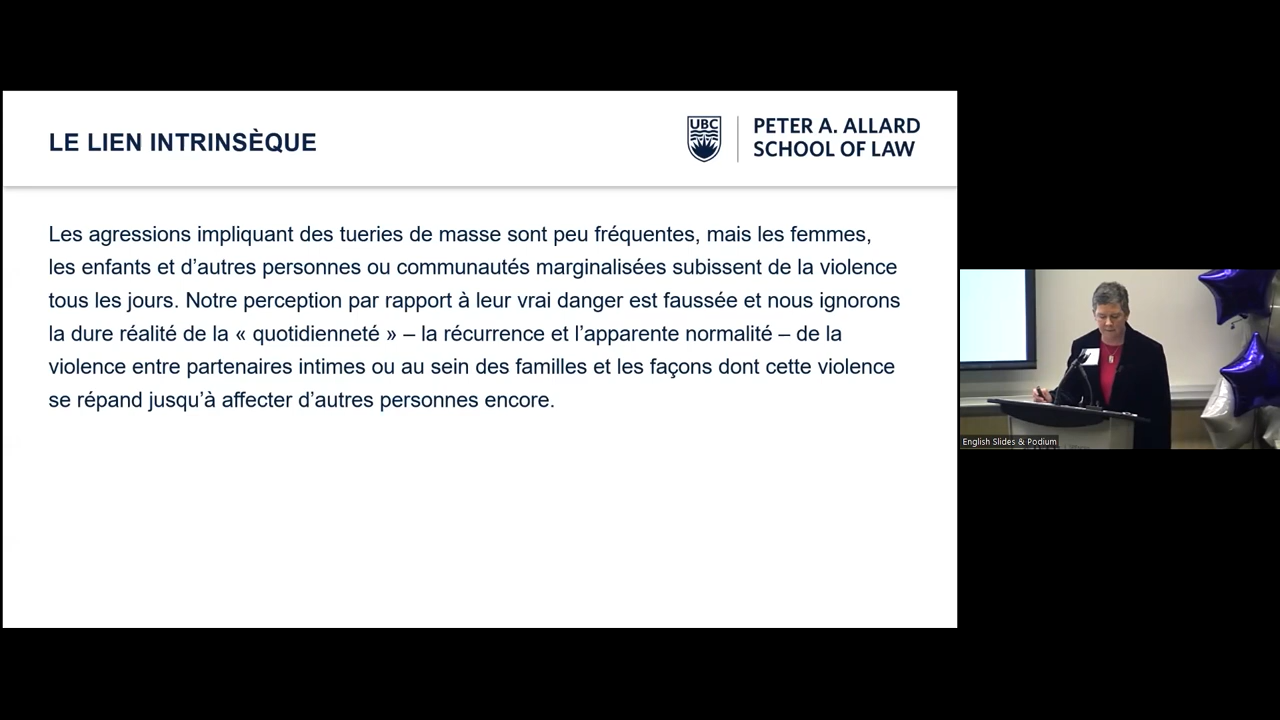 LE LIEN INTRINSÈQUE
UBC
PETER A. ALLARD
SCHOOL OF LAW
Les agressions impliquant des tueries de masse sont peu fréquentes, mais les femmes,
les enfants et d’autres personnes ou communautés marginalisées subissent de la violence
tous les jours. Notre perception par rapport à leur vrai danger est faussée et nous ignorons
la dure réalité de la « quotidienneté » – la récurrence et l’apparente normalité – de la
violence entre partenaires intimes ou au sein des familles et les façons dont cette violence
se répand jusqu’à affecter d’autres personnes encore.
English Slides & Podium